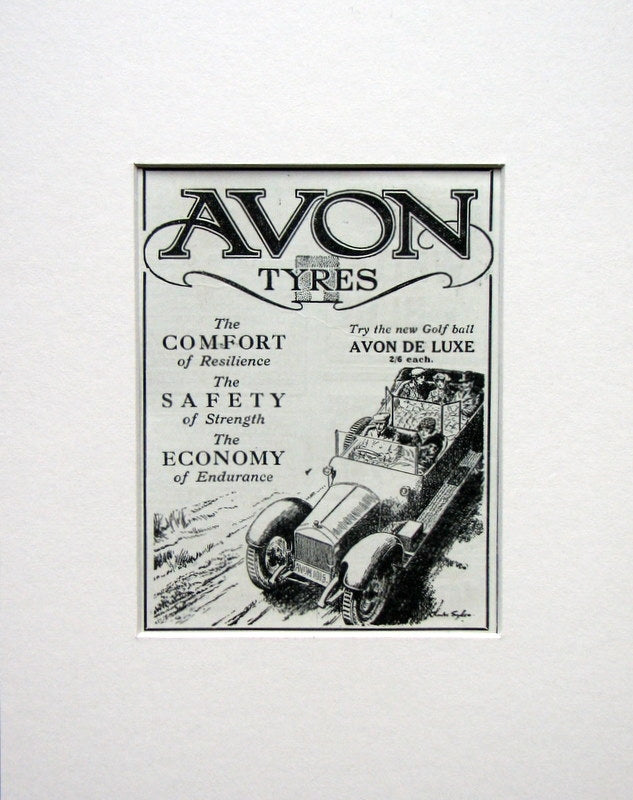 AVON
TYRES
The
COMFORT
of Resilience
The
SAFETY
of Strength
The
ECONOMY
of Endurance
Try the new Golf ball
AVON DE LUXE
2/6 each.